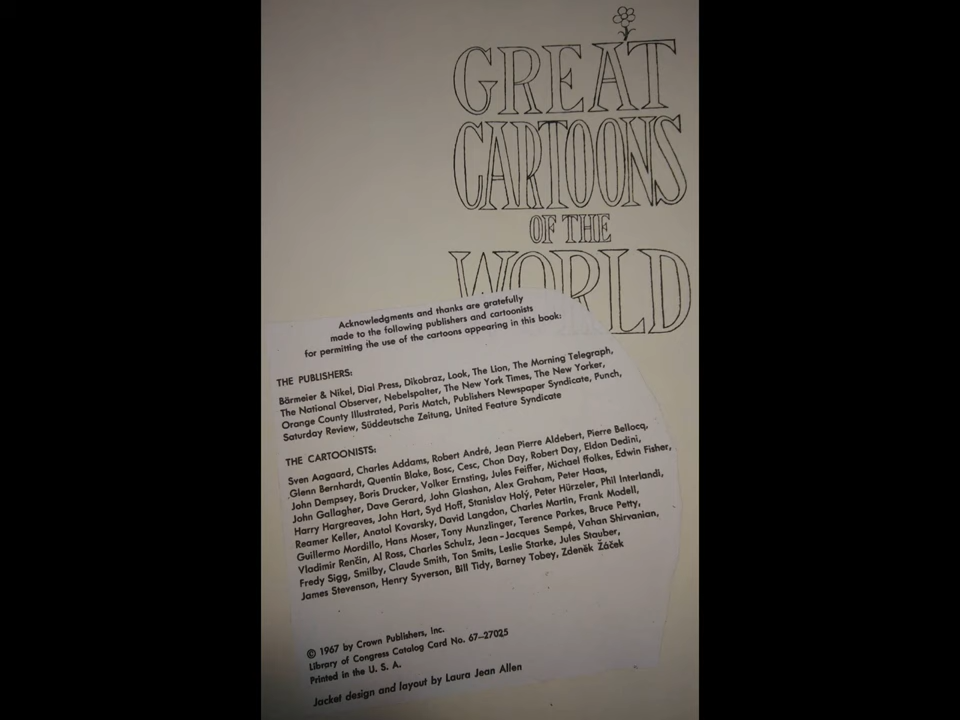 GREAT
CARTOONS
OF THE
WORLD
Acknowledgments and thanks are gratefully
made to the following publishers and cartoonists
for permitting the use of the cartoons appearing in this book:
THE PUBLISHERS:
Bärmeier & Nikel, Dial Press, Dikobraz, Look, The Lion, The Morning Telegraph,
The National Observer, Nebelspalter, The New York Times, The New Yorker,
Orange County Illustrated, Paris Match, Publishers Newspaper Syndicate, Punch,
Saturday Review, Süddeutsche Zeitung, United Feature Syndicate
THE CARTOONISTS:
Sven Aagaard, Charles Addams, Robert André, Jean Pierre Aldebert, Pierre Bellocq,
Glenn Bernhardt, Quentin Blake, Bosc, Cesc, Chon Day, Robert Day, Eldon Dedini,
John Dempsey, Boris Drucker, Volker Ernsting, Jules Feiffer, Michael ffolkes, Edwin Fisher,
John Gallagher, Dave Gerard, John Glashan, Alex Graham, Peter Haas,
Harry Hargreaves, John Hart, Syd Hoff, Stanislav Holý, Peter Hürzeler, Phil Interlandi,
Reamer Keller, Anatol Kovarsky, David Langdon, Charles Martin, Frank Modell,
Guillermo Mordillo, Hans Moser, Tony Munzlinger, Terence Parkes, Bruce Petty,
Vladimir Renčin, Al Ross, Charles Schulz, Jean-Jacques Sempé, Vahan Shirvanian,
Fredy Sigg, Smilby, Claude Smith, Ton Smits, Leslie Starke, Jules Stauber,
James Stevenson, Henry Syverson, Bill Tidy, Barney Tobey, Zdeněk Žáček
© 1967 by Crown Publishers, Inc.
Library of Congress Catalog Card No. 67-27025
Printed in the U. S. A.
Jacket design and layout by Laura Jean Allen